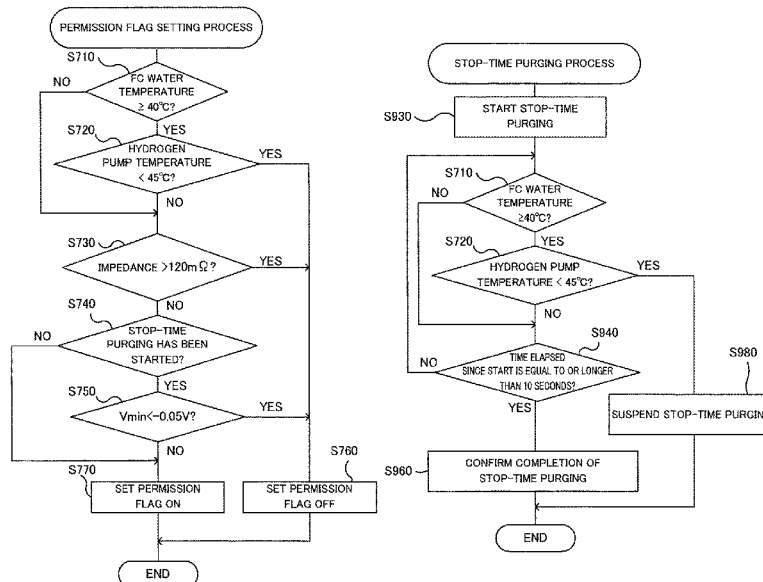 PERMISSION FLAG SETTING PROCESS
S710
FC WATER
TEMPERATURE
≥ 40°C?
NO
YES
S720
HYDROGEN
PUMP TEMPERATURE
< 45°C?
YES
NO
S730
IMPEDANCE >120mΩ?
YES
NO
S740
STOP-TIME
PURGING HAS BEEN
STARTED?
NO
YES
S750
Vmin<-0.05V?
YES
NO
S770
SET PERMISSION
FLAG ON
S760
SET PERMISSION
FLAG OFF
END
STOP-TIME PURGING PROCESS
S930
START STOP-TIME
PURGING
S710
FC WATER
TEMPERATURE
≥40°C?
NO
YES
S720
HYDROGEN PUMP
TEMPERATURE < 45°C?
YES
NO
S940
TIME ELAPSED
SINCE START IS EQUAL TO OR LONGER
THAN 10 SECONDS?
NO
YES
S980
SUSPEND STOP-TIME PURGING
S960
CONFIRM COMPLETION OF
STOP-TIME PURGING
END